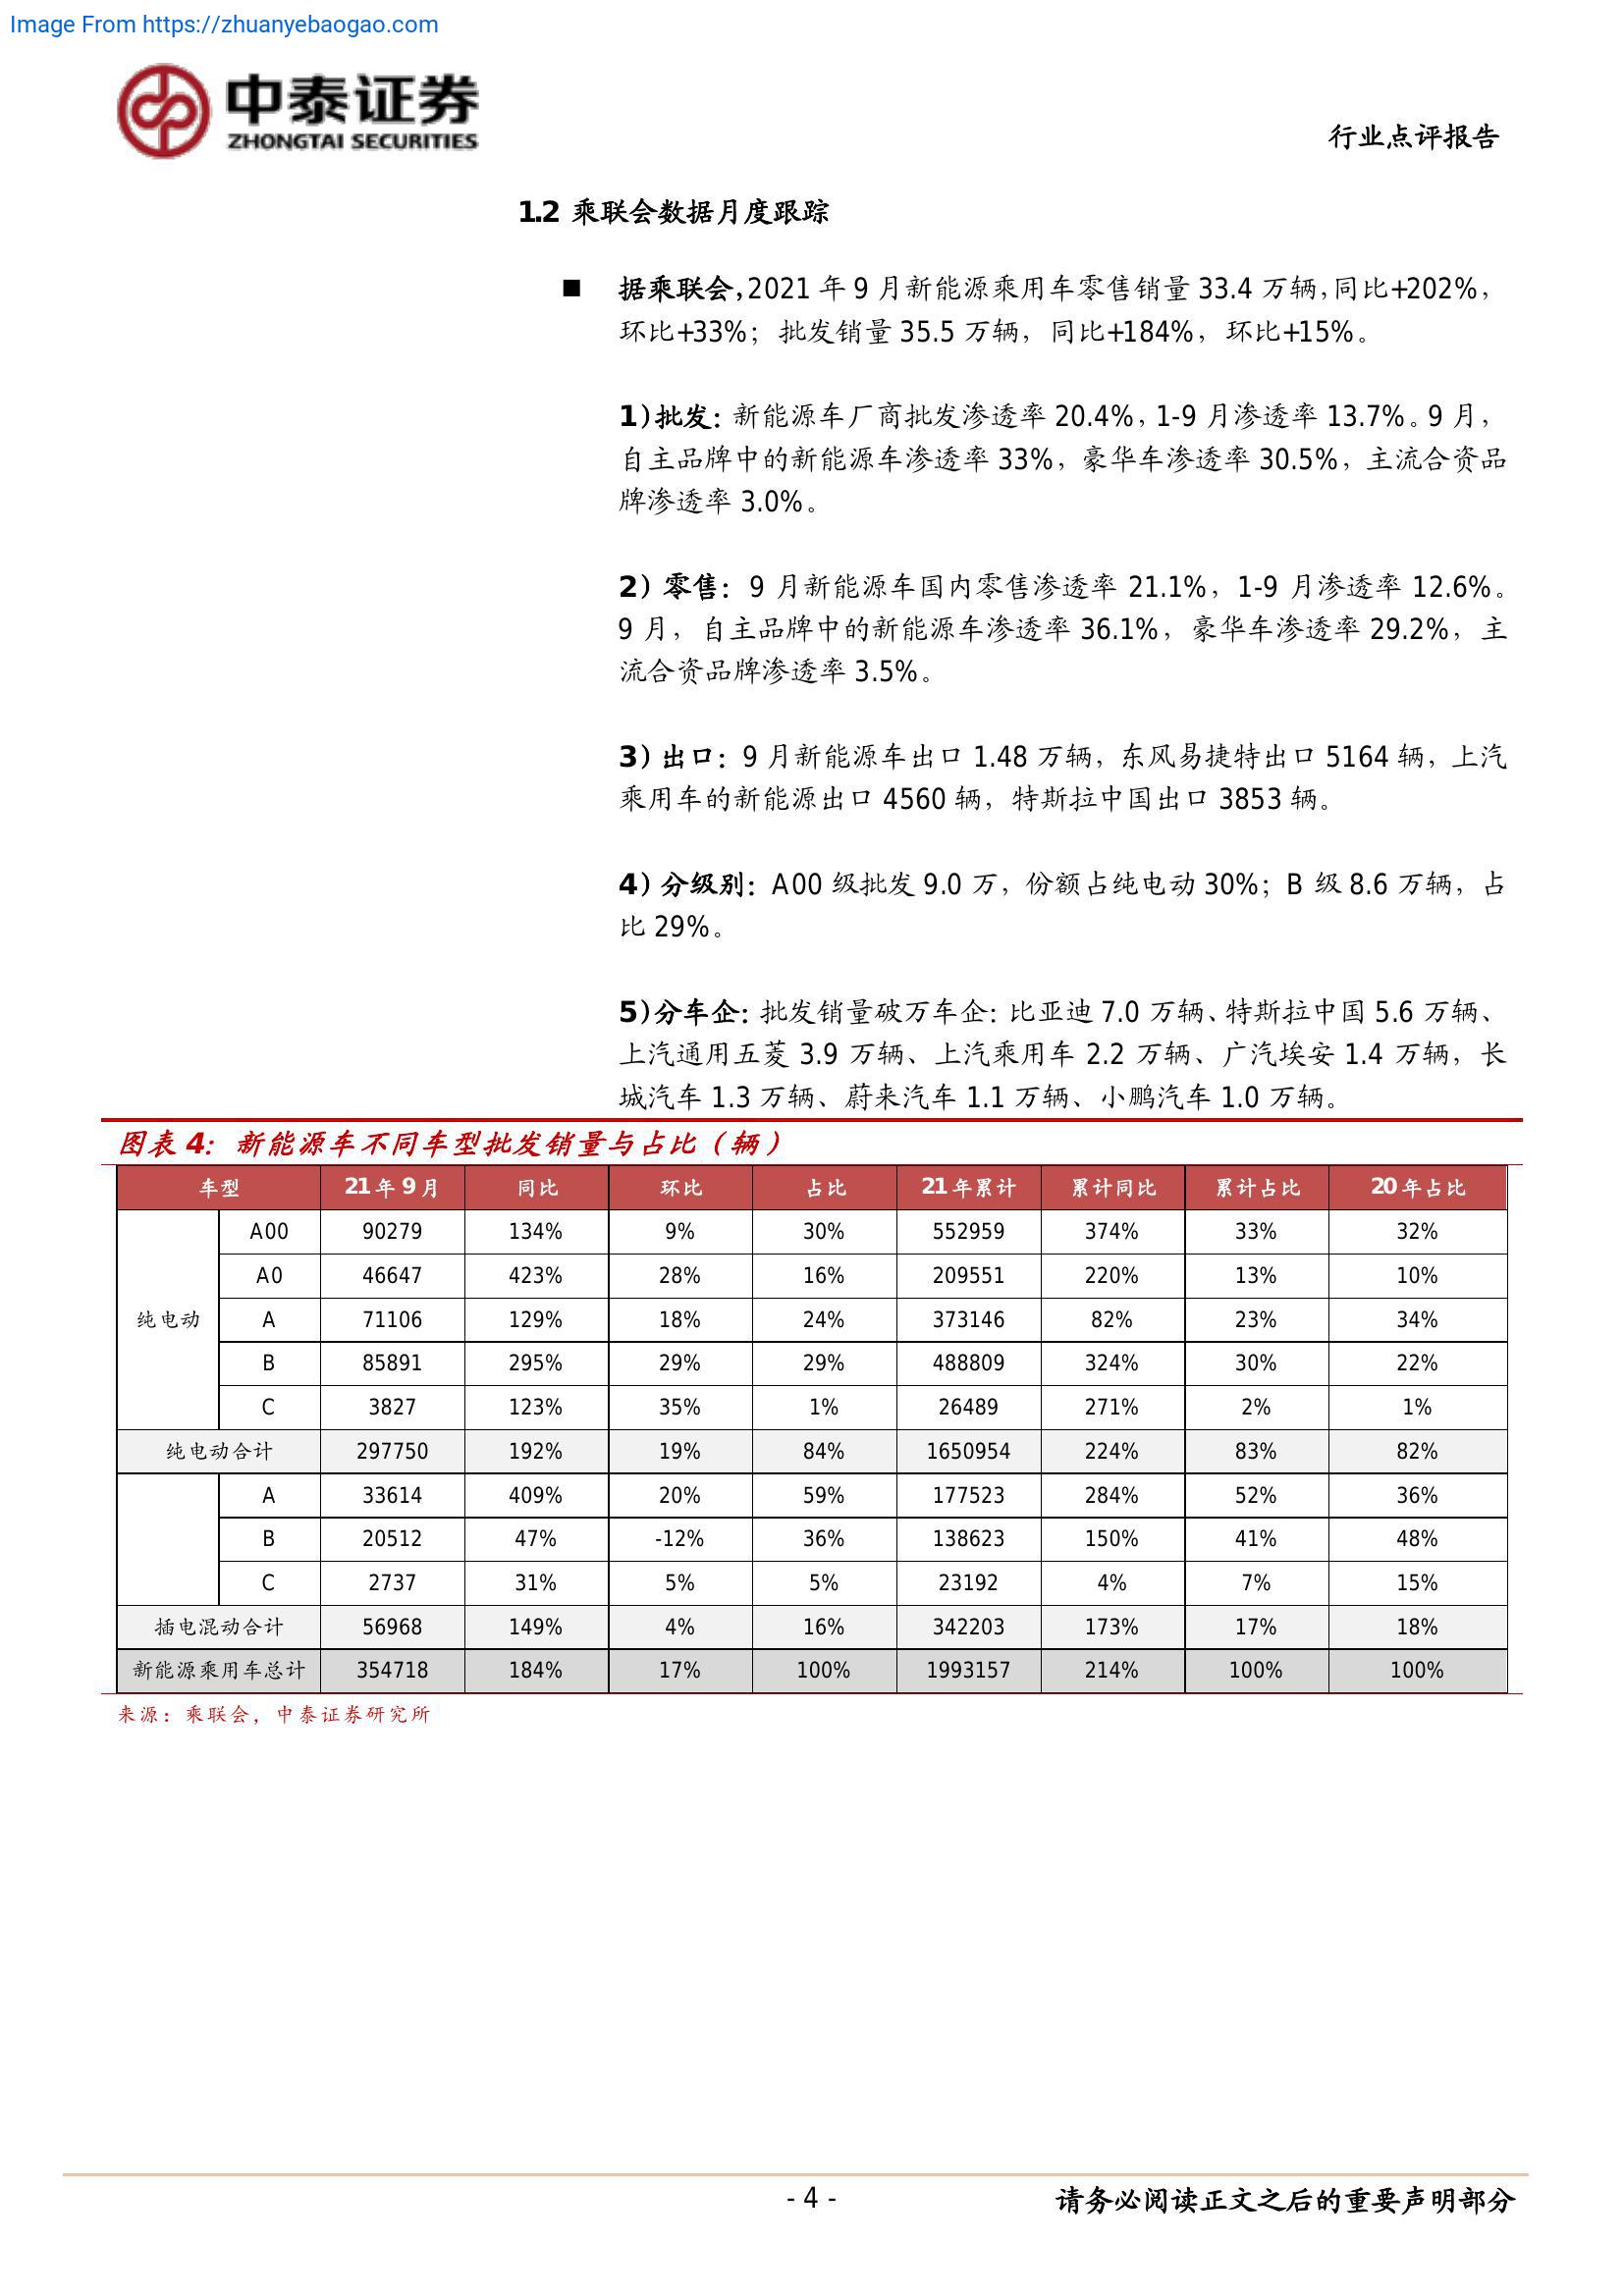 Image From https://zhuanyebaogao.com
中泰证券
ZHONGTAI SECURITIES
行业点评报告
1.2 乘联会数据月度跟踪
■ 据乘联会，2021 年 9 月新能源乘用车零售销量 33.4 万辆，同比+202%，
环比+33%；批发销量 35.5 万辆，同比+184%，环比+15%。
1）批发：新能源车厂商批发渗透率 20.4%，1-9 月渗透率 13.7%。9 月，
自主品牌中的新能源车渗透率 33%，豪华车渗透率 30.5%，主流合资品
牌渗透率 3.0%。
2）零售：9 月新能源车国内零售渗透率 21.1%，1-9 月渗透率 12.6%。
9 月，自主品牌中的新能源车渗透率 36.1%，豪华车渗透率 29.2%，主
流合资品牌渗透率 3.5%。
3）出口：9 月新能源车出口 1.48 万辆，东风易捷特出口 5164 辆，上汽
乘用车的新能源出口 4560 辆，特斯拉中国出口 3853 辆。
4）分级别：A00 级批发 9.0 万，份额占纯电动 30%；B 级 8.6 万辆，占
比 29%。
5）分车企：批发销量破万车企：比亚迪 7.0 万辆、特斯拉中国 5.6 万辆、
上汽通用五菱 3.9 万辆、上汽乘用车 2.2 万辆、广汽埃安 1.4 万辆，长
城汽车 1.3 万辆、蔚来汽车 1.1 万辆、小鹏汽车 1.0 万辆。
图表 4：新能源车不同车型批发销量与占比（辆）
车型 21 年 9 月 同比 环比 占比 21 年累计 累计同比 累计占比 20 年占比
A00 90279 134% 9% 30% 552959 374% 33% 32%
A0 46647 423% 28% 16% 209551 220% 13% 10%
纯电动 A 71106 129% 18% 24% 373146 82% 23% 34%
B 85891 295% 29% 29% 488809 324% 30% 22%
C 3827 123% 35% 1% 26489 271% 2% 1%
纯电动合计 297750 192% 19% 84% 1650954 224% 83% 82%
A 33614 409% 20% 59% 177523 284% 52% 36%
B 20512 47% -12% 36% 138623 150% 41% 48%
C 2737 31% 5% 5% 23192 4% 7% 15%
插电混动合计 56968 149% 4% 16% 342203 173% 17% 18%
新能源乘用车总计 354718 184% 17% 100% 1993157 214% 100% 100%
来源：乘联会，中泰证券研究所
- 4 -
请务必阅读正文之后的重要声明部分